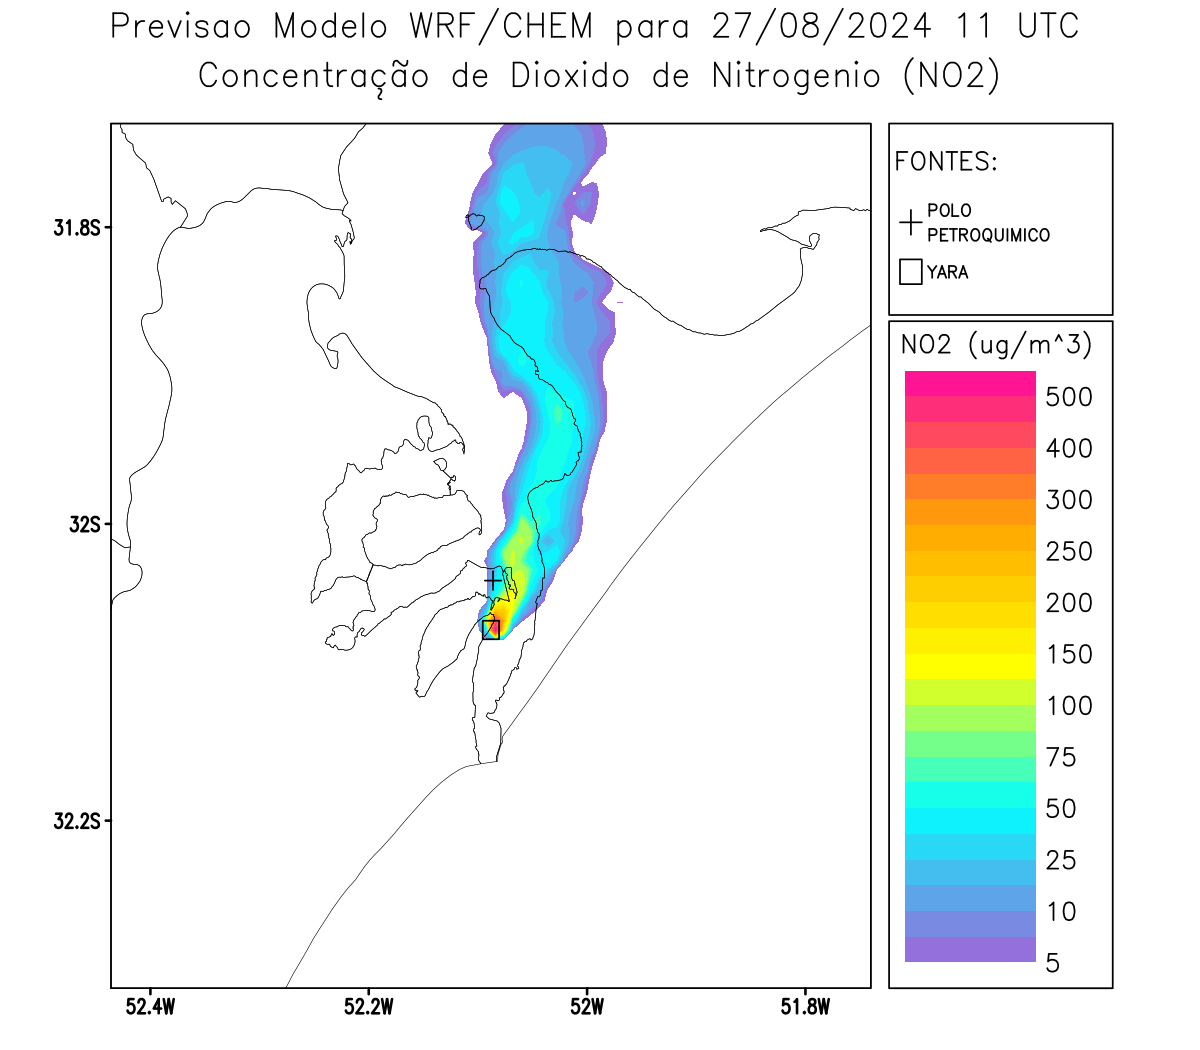 Previsao Modelo WRF/CHEM para 27/08/2024 11 UTC
Concentração de Dioxido de Nitrogenio (NO2)
FONTES:
POLO
PETROQUIMICO
YARA
NO2 (ug/m^3)
500
400
300
250
200
150
100
75
50
25
10
5
31.8S
32S
32.2S
52.4W
52.2W
52W
51.8W